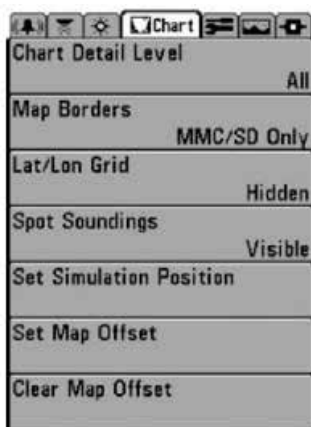 Chart
Chart Detail Level
All
Map Borders
MMC/SD Only
Lat/Lon Grid
Hidden
Spot Soundings
Visible
Set Simulation Position
Set Map Offset
Clear Map Offset